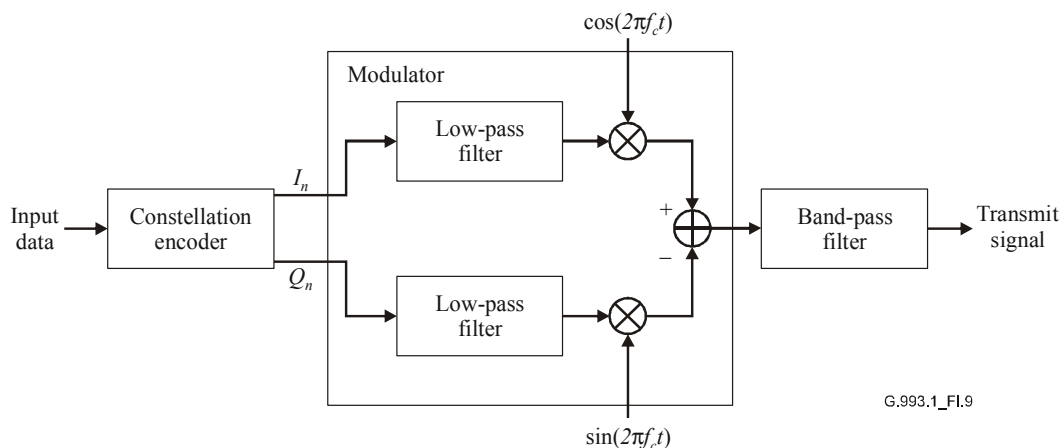 cos(2πf_ct)
Modulator
Low-pass
filter
I_n
Input
data
Constellation
encoder
+
−
Band-pass
filter
Transmit
signal
Q_n
Low-pass
filter
sin(2πf_ct)
G.993.1_FI.9